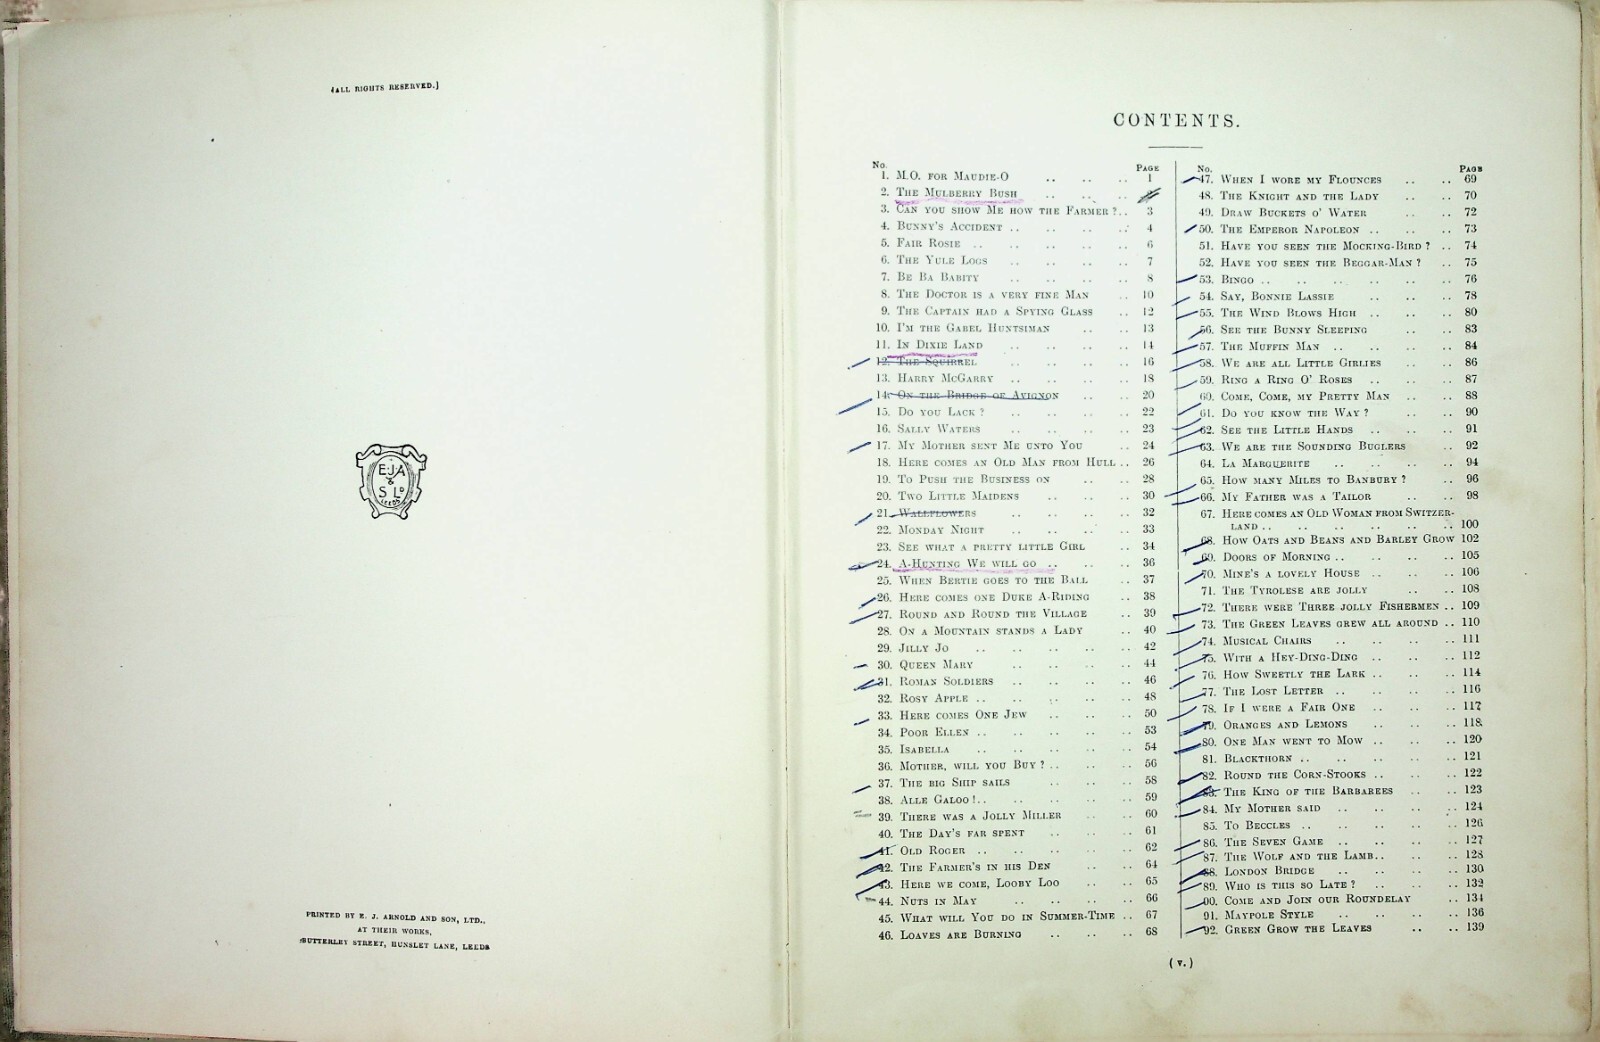 (ALL RIGHTS RESERVED.)
E·J·A
&
S LD
LEEDS
PRINTED BY E. J. ARNOLD AND SON, LTD.,
AT THEIR WORKS,
BUTTERLEY STREET, HUNSLET LANE, LEEDS
CONTENTS.
No. PAGE
1. M.O. FOR MAUDIE-O .. .. .. 1
2. THE MULBERRY BUSH .. .. ..
3. CAN YOU SHOW ME HOW THE FARMER?.. 3
4. BUNNY'S ACCIDENT .. .. .. .. 4
5. FAIR ROSIE .. .. .. .. .. 6
6. THE YULE LOGS .. .. .. .. 7
7. BE BA BABITY .. .. .. .. 8
8. THE DOCTOR IS A VERY FINE MAN .. 10
9. THE CAPTAIN HAD A SPYING GLASS .. 12
10. I'M THE GABEL HUNTSIMAN .. .. 13
11. IN DIXIE LAND .. .. .. .. 14
12. THE SQUIRREL .. .. .. .. 16
13. HARRY MCGARRY .. .. .. .. 18
14. ON THE BRIDGE OF AVIGNON .. .. 20
15. DO YOU LACK? .. .. .. .. 22
16. SALLY WATERS .. .. .. .. 23
17. MY MOTHER SENT ME UNTO YOU .. 24
18. HERE COMES AN OLD MAN FROM HULL .. 26
19. TO PUSH THE BUSINESS ON .. .. 28
20. TWO LITTLE MAIDENS .. .. .. 30
21. WALLFLOWERS .. .. .. .. 32
22. MONDAY NIGHT .. .. .. .. 33
23. SEE WHAT A PRETTY LITTLE GIRL .. 34
24. A-HUNTING WE WILL GO .. .. .. 36
25. WHEN BERTIE GOES TO THE BALL .. 37
26. HERE COMES ONE DUKE A-RIDING .. 38
27. ROUND AND ROUND THE VILLAGE .. 39
28. ON A MOUNTAIN STANDS A LADY .. 40
29. JILLY JO .. .. .. .. .. 42
30. QUEEN MARY .. .. .. .. 44
31. ROMAN SOLDIERS .. .. .. .. 46
32. ROSY APPLE .. .. .. .. .. 48
33. HERE COMES ONE JEW .. .. .. 50
34. POOR ELLEN .. .. .. .. .. 53
35. ISABELLA .. .. .. .. .. 54
36. MOTHER, WILL YOU BUY? .. .. .. 56
37. THE BIG SHIP SAILS .. .. .. 58
38. ALLE GALOO!.. .. .. .. .. 59
39. THERE WAS A JOLLY MILLER .. .. 60
40. THE DAY'S FAR SPENT .. .. .. 61
41. OLD ROGER .. .. .. .. .. 62
42. THE FARMER'S IN HIS DEN .. .. 64
43. HERE WE COME, LOOBY LOO .. .. 65
44. NUTS IN MAY .. .. .. .. 66
45. WHAT WILL YOU DO IN SUMMER-TIME .. 67
46. LOAVES ARE BURNING .. .. .. 68
No. PAGE
47. WHEN I WORE MY FLOUNCES .. .. 69
48. THE KNIGHT AND THE LADY .. .. 70
49. DRAW BUCKETS O' WATER .. .. 72
50. THE EMPEROR NAPOLEON .. .. .. 73
51. HAVE YOU SEEN THE MOCKING-BIRD? .. 74
52. HAVE YOU SEEN THE BEGGAR-MAN? .. 75
53. BINGO .. .. .. .. .. .. 76
54. SAY, BONNIE LASSIE .. .. .. 78
55. THE WIND BLOWS HIGH .. .. .. 80
56. SEE THE BUNNY SLEEPING .. .. 83
57. THE MUFFIN MAN .. .. .. .. 84
58. WE ARE ALL LITTLE GIRLIES .. .. 86
59. RING A RING O' ROSES .. .. .. 87
60. COME, COME, MY PRETTY MAN .. .. 88
61. DO YOU KNOW THE WAY? .. .. .. 90
62. SEE THE LITTLE HANDS .. .. .. 91
63. WE ARE THE SOUNDING BUGLERS .. 92
64. LA MARGUERITE .. .. .. .. 94
65. HOW MANY MILES TO BANBURY? .. 96
66. MY FATHER WAS A TAILOR .. .. 98
67. HERE COMES AN OLD WOMAN FROM SWITZER-
LAND .. .. .. .. .. .. 100
68. HOW OATS AND BEANS AND BARLEY GROW 102
69. DOORS OF MORNING .. .. .. .. 105
70. MINE'S A LOVELY HOUSE .. .. .. 106
71. THE TYROLESE ARE JOLLY .. .. 108
72. THERE WERE THREE JOLLY FISHERMEN .. 109
73. THE GREEN LEAVES GREW ALL AROUND .. 110
74. MUSICAL CHAIRS .. .. .. .. 111
75. WITH A HEY-DING-DING .. .. .. 112
76. HOW SWEETLY THE LARK .. .. .. 114
77. THE LOST LETTER .. .. .. .. 116
78. IF I WERE A FAIR ONE .. .. .. 117
79. ORANGES AND LEMONS .. .. .. 118
80. ONE MAN WENT TO MOW .. .. .. 120
81. BLACKTHORN .. .. .. .. .. 121
82. ROUND THE CORN-STOOKS .. .. .. 122
83. THE KING OF THE BARBAREES .. .. 123
84. MY MOTHER SAID .. .. .. .. 124
85. TO BECCLES .. .. .. .. .. 126
86. THE SEVEN GAME .. .. .. .. 127
87. THE WOLF AND THE LAMB.. .. .. 128
88. LONDON BRIDGE .. .. .. .. 130
89. WHO IS THIS SO LATE? .. .. .. 132
90. COME AND JOIN OUR ROUNDELAY .. 134
91. MAYPOLE STYLE .. .. .. .. 136
92. GREEN GROW THE LEAVES .. .. 139
(v.)